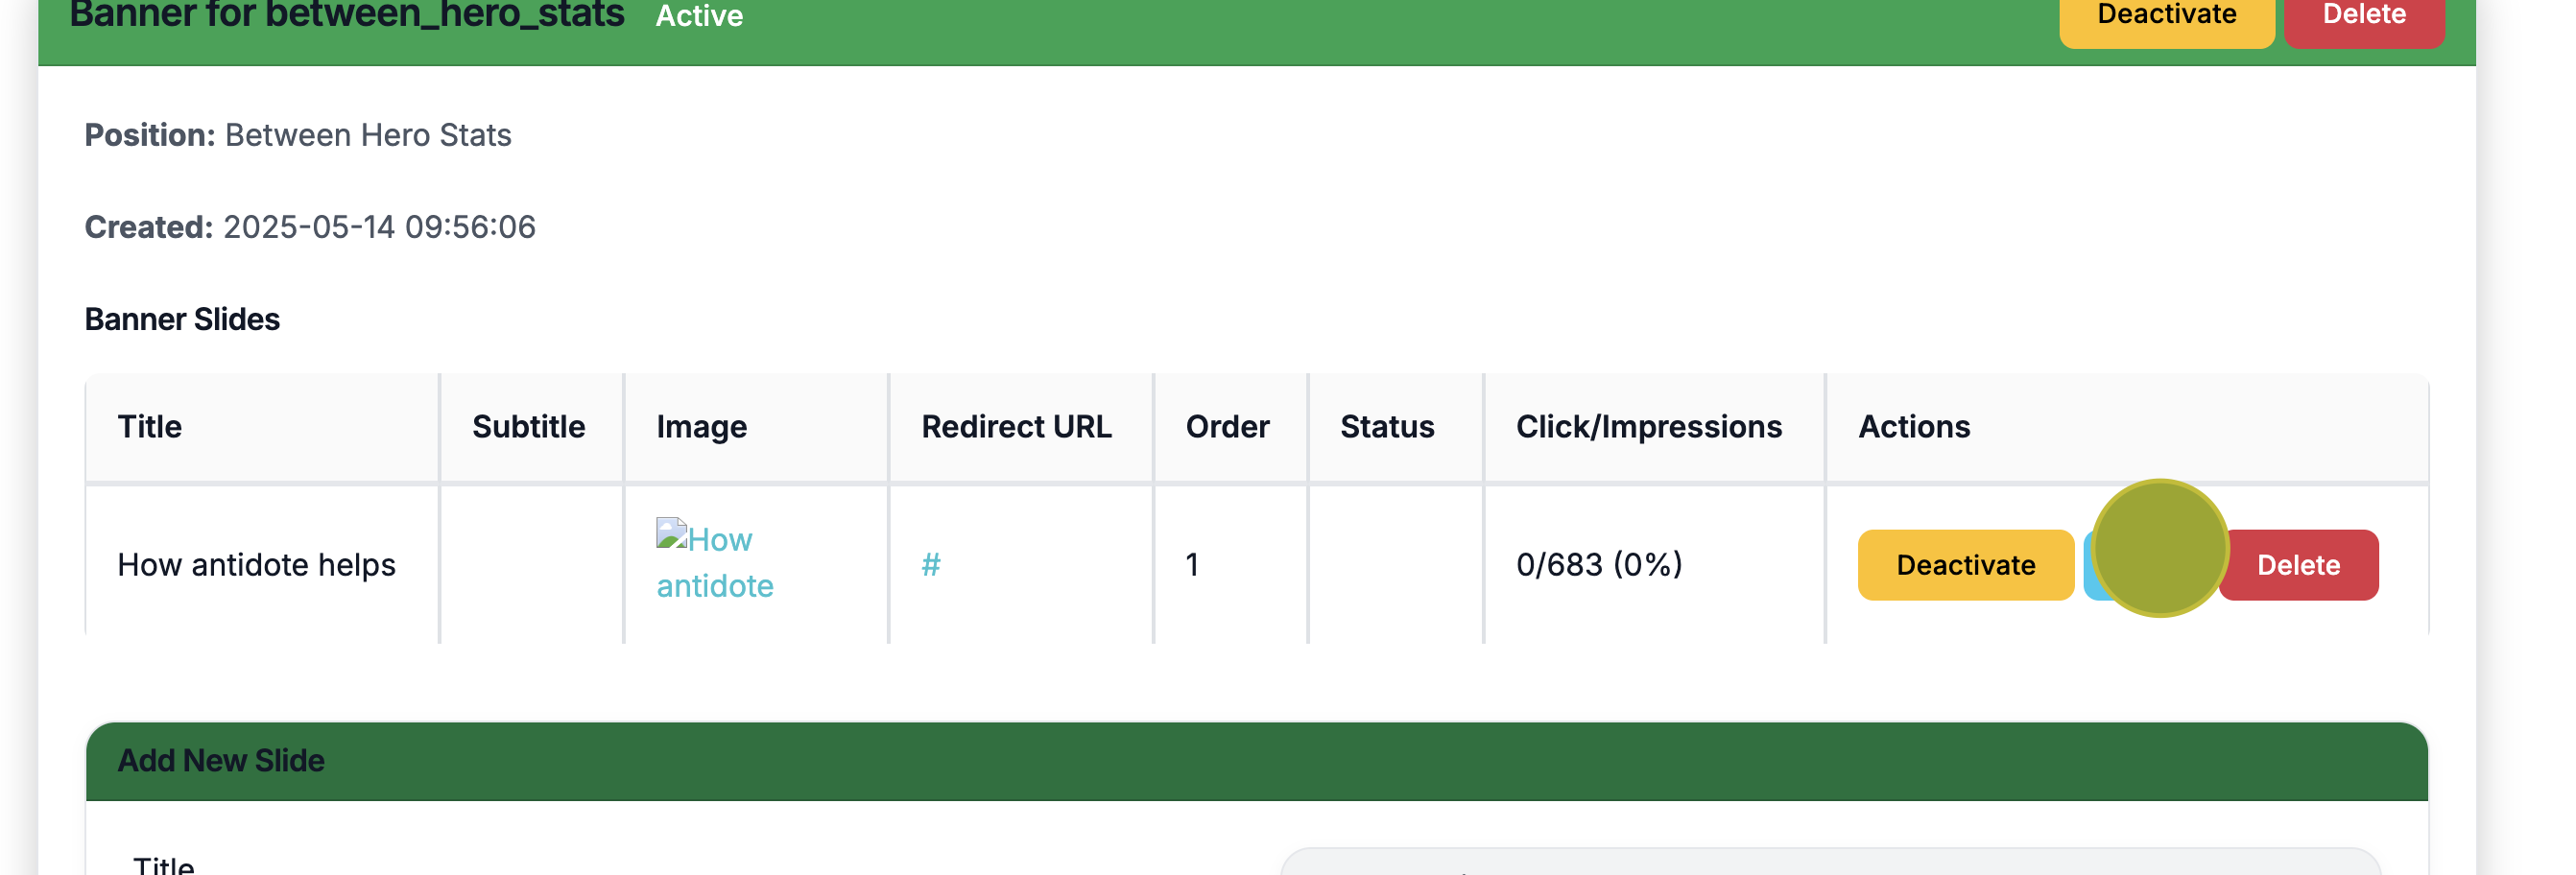 Banner for between_hero_stats Active Deactivate Delete
Position: Between Hero Stats
Created: 2025-05-14 09:56:06
Banner Slides
Title Subtitle Image Redirect URL Order Status Click/Impressions Actions
How antidote helps How antidote # 1 0/683 (0%) Deactivate Delete
Add New Slide
Title